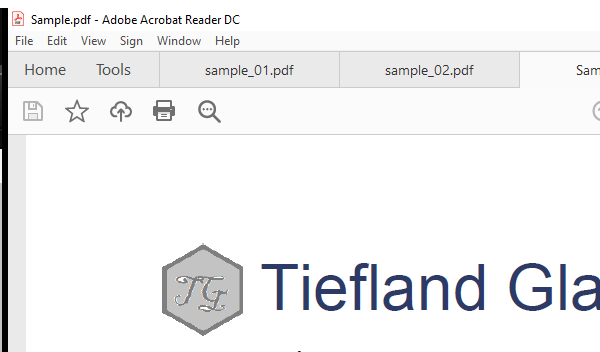 Sample.pdf - Adobe Acrobat Reader DC
File Edit View Sign Window Help
Home Tools sample_01.pdf sample_02.pdf Sam
TG Tiefland Gla